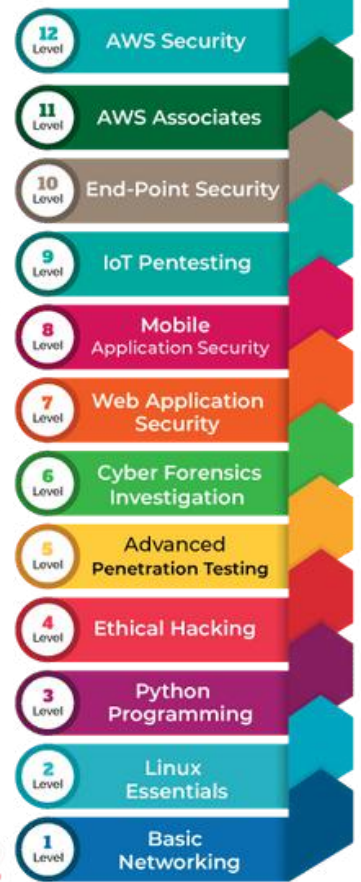 12
Level
AWS Security
11
Level
AWS Associates
10
Level
End-Point Security
9
Level
IoT Pentesting
8
Level
Mobile
Application Security
7
Level
Web Application
Security
6
Level
Cyber Forensics
Investigation
5
Level
Advanced
Penetration Testing
4
Level
Ethical Hacking
3
Level
Python
Programming
2
Level
Linux
Essentials
1
Level
Basic
Networking